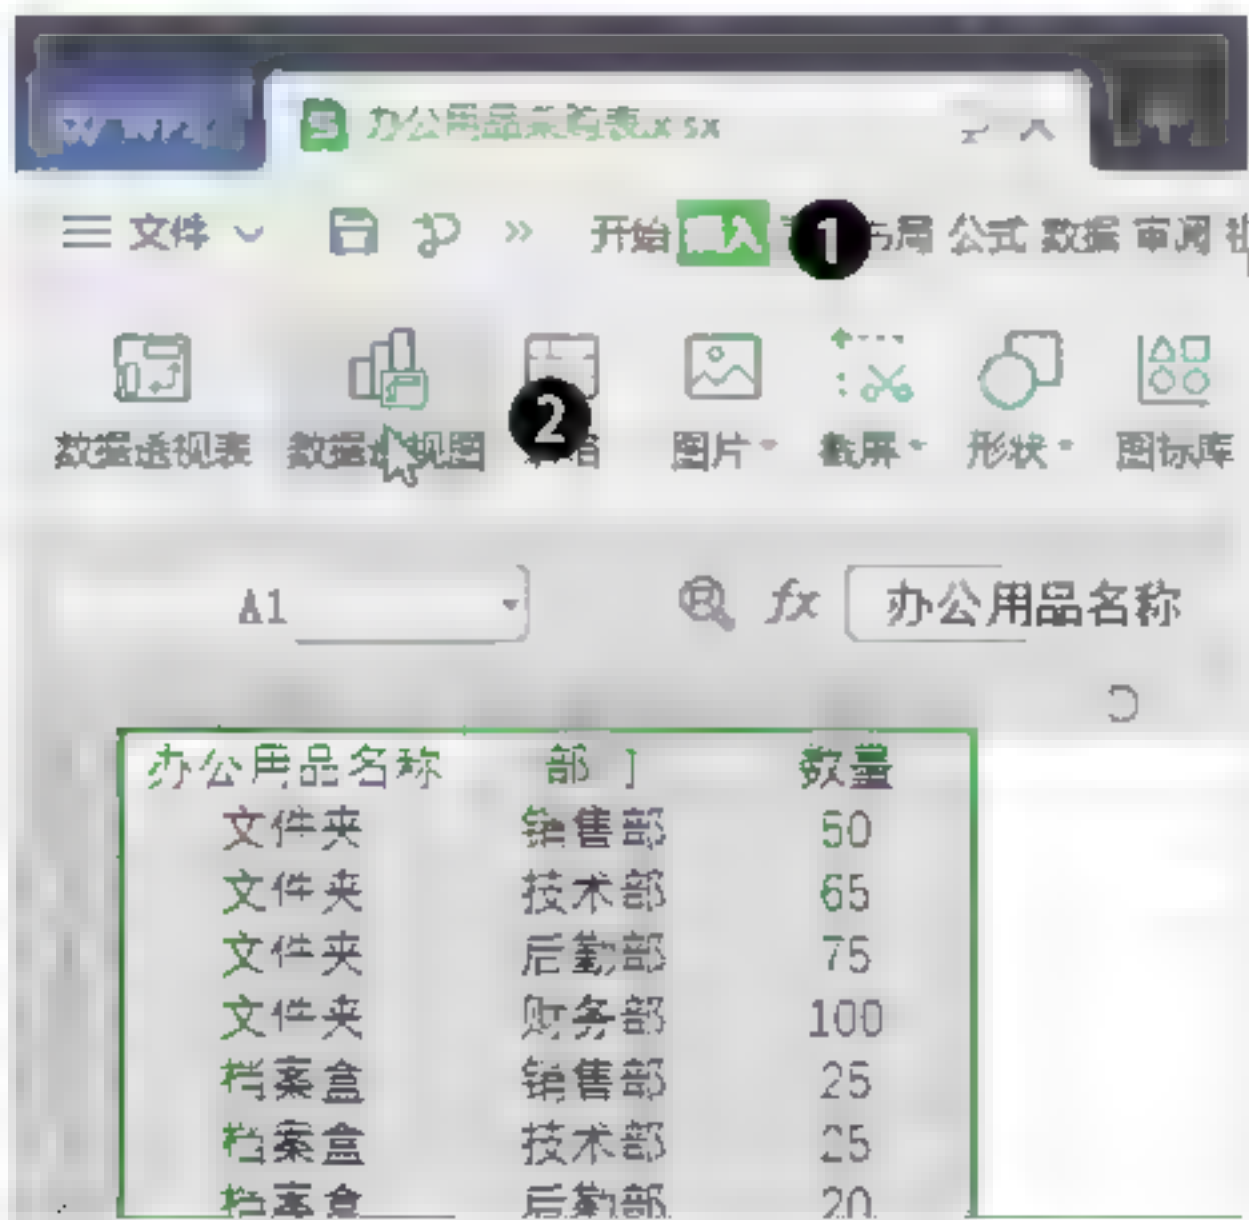 S 办公用品采购表.xlsx
文件 » 开始 插入 1 布局 公式 数据 审阅
数据透视表 数据透视图 2 图片 截屏 形状 图标库
A1 fx 办公用品名称
办公用品名称 部门 数量
文件夹 销售部 50
文件夹 技术部 65
文件夹 后勤部 75
文件夹 财务部 100
档案盒 销售部 25
档案盒 技术部 25
档案盒 后勤部 20